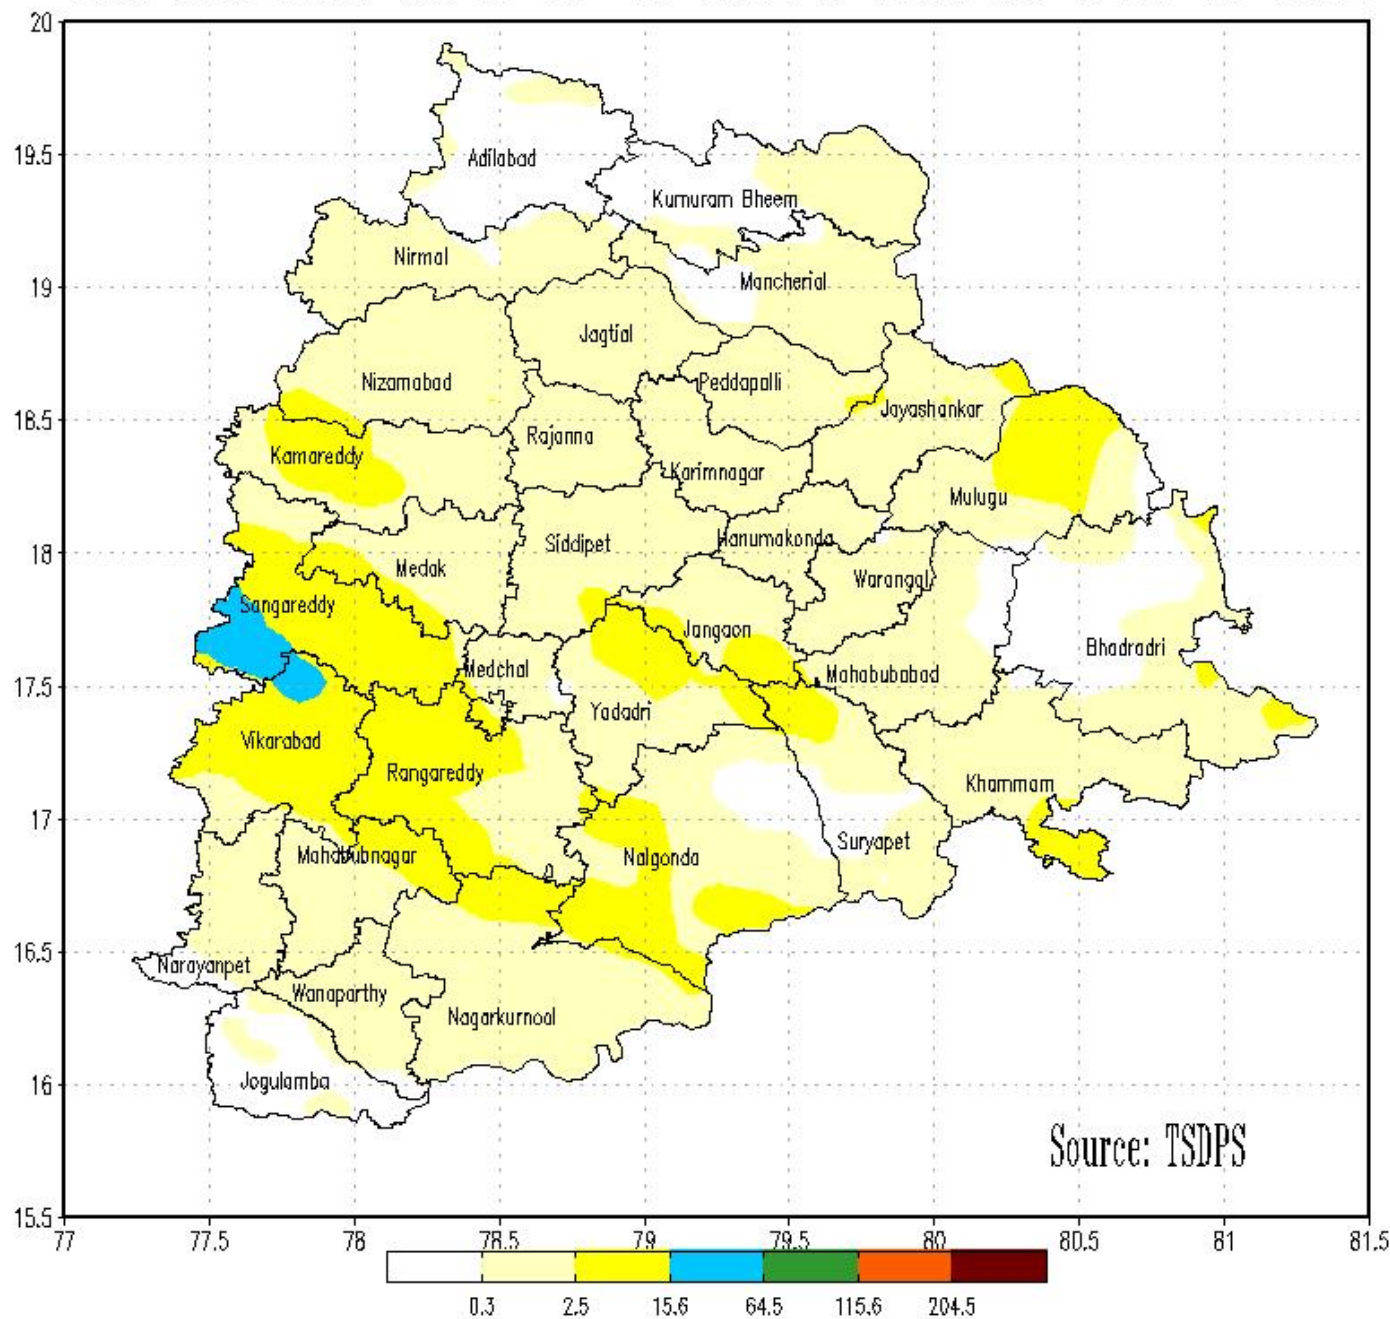 20
19.5
19
18.5
18
17.5
17
16.5
16
15.5
Adilabad
Kumuram Bheem
Nirmal
Mancherial
Jagtial
Nizamabad
Peddapalli
Jayashankar
Rajanna
Kamareddy
Karimnagar
Mulugu
Siddipet
Hanumakonda
Medak
Warangal
Sangareddy
Jangaon
Bhadradri
Medchal
Mahabubabad
Yadadri
Vikarabad
Rangareddy
Khammam
Suryapet
Mahabubnagar
Nalgonda
Narayanpet
Wanaparthy
Nagarkurnool
Jogulamba
Source: TSDPS
77 77.5 78 78.5 79 79.5 80 80.5 81 81.5
0.3 2.5 15.6 64.5 115.6 204.5